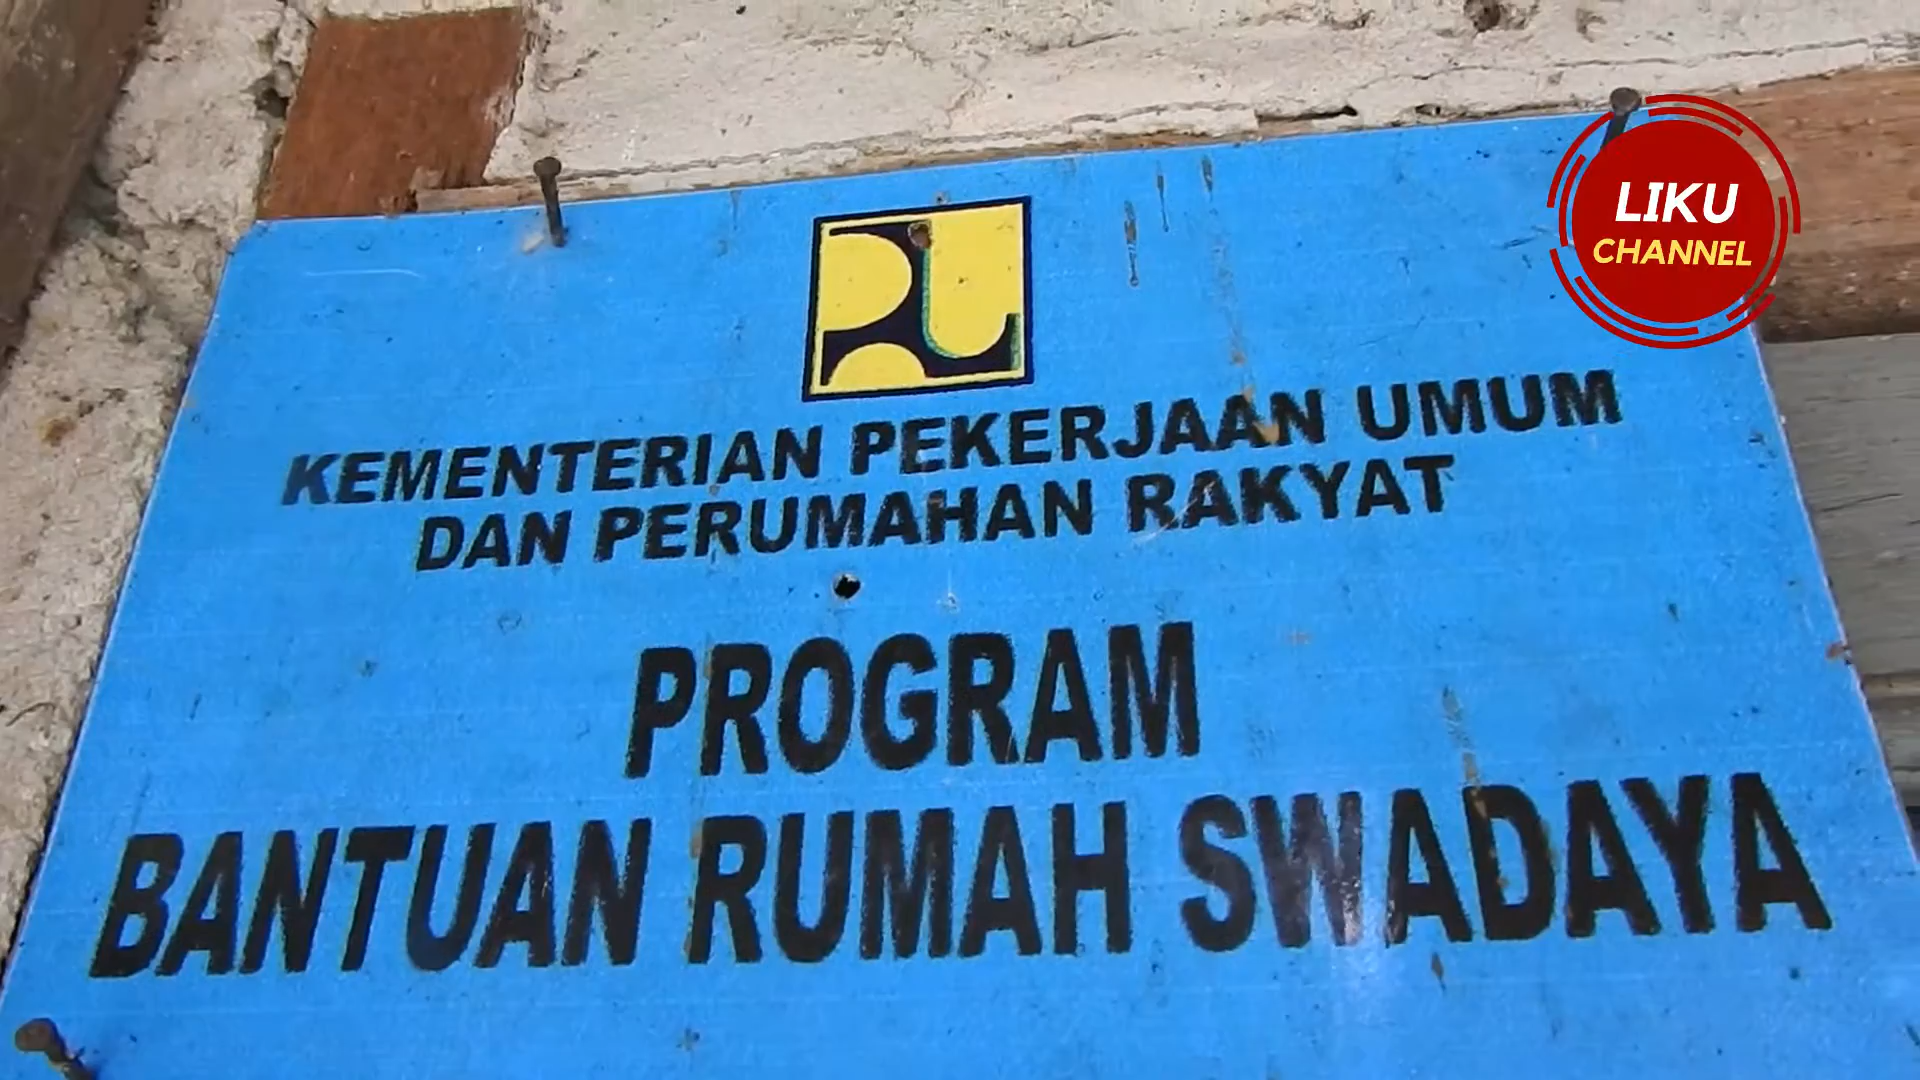 LIKU
CHANNEL
KEMENTERIAN PEKERJAAN UMUM
DAN PERUMAHAN RAKYAT
PROGRAM
BANTUAN RUMAH SWADAYA